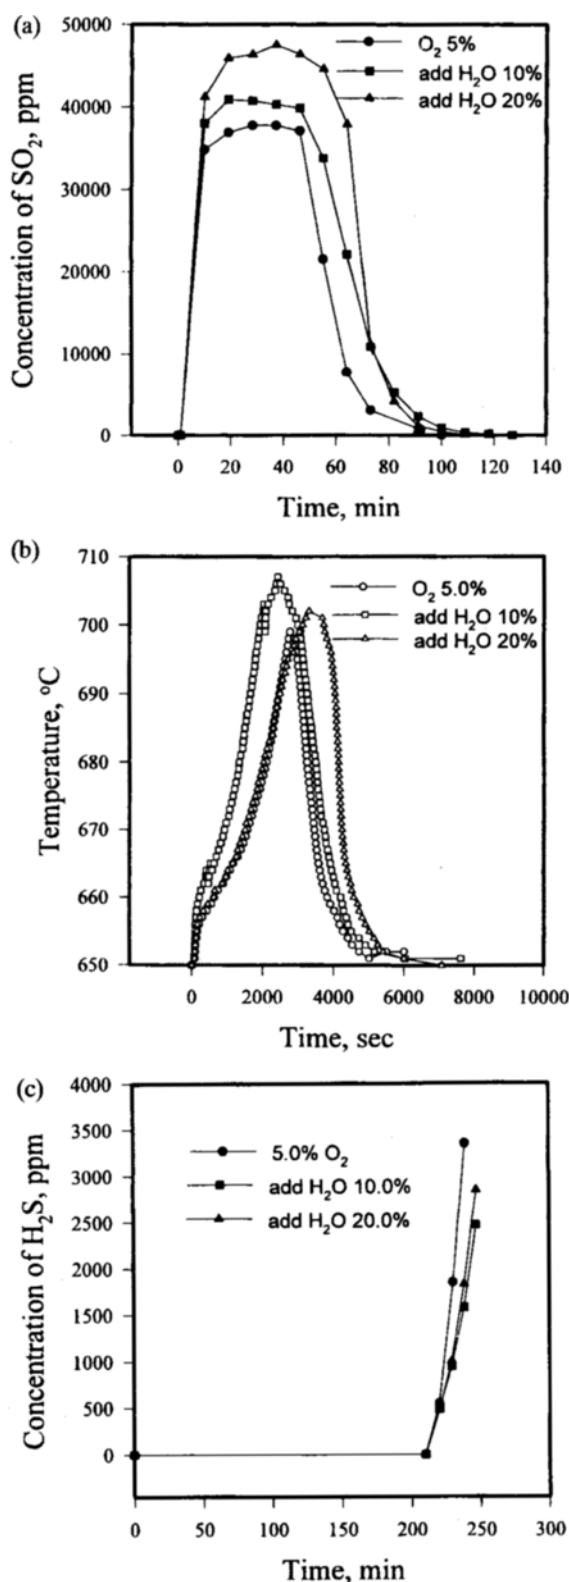 (a)
50000
40000
30000
20000
10000
0
Concentration of SO₂, ppm
O₂ 5%
add H₂O 10%
add H₂O 20%
0 20 40 60 80 100 120 140
Time, min
(b)
710
700
690
680
670
660
650
Temperature, ºC
O₂ 5.0%
add H₂O 10%
add H₂O 20%
0 2000 4000 6000 8000 10000
Time, sec
(c)
4000
3500
3000
2500
2000
1500
1000
500
0
Concentration of H₂S, ppm
5.0% O₂
add H₂O 10.0%
add H₂O 20.0%
0 50 100 150 200 250 300
Time, min